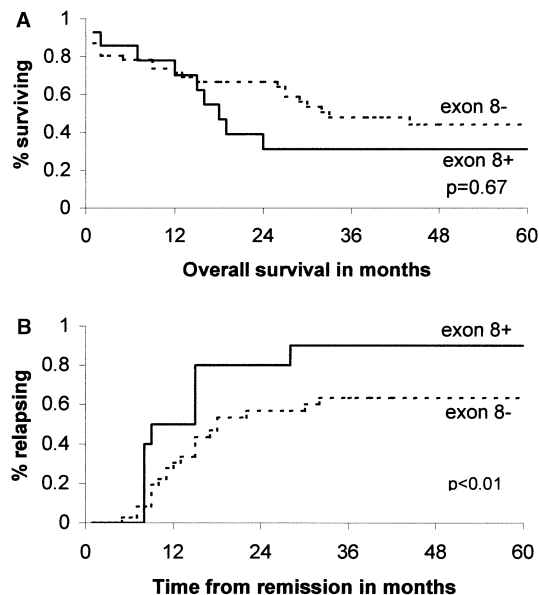 A
1
0.8
0.6
0.4
0.2
0
% surviving
exon 8-
exon 8+
p=0.67
0 12 24 36 48 60
Overall survival in months
B
1
0.8
0.6
0.4
0.2
0
% relapsing
exon 8+
exon 8-
p<0.01
0 12 24 36 48 60
Time from remission in months